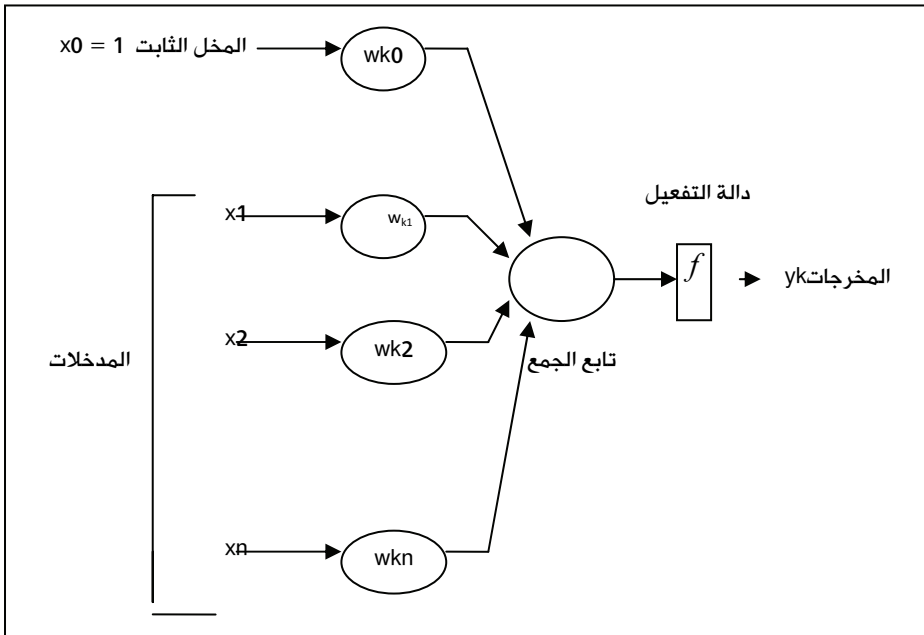 المخل الثابت x0 = 1
wk0
دالة التفعيل
x1
wk1
f
المخرجاتyk
x2
wk2
المدخلات
تابع الجمع
xn
wkn